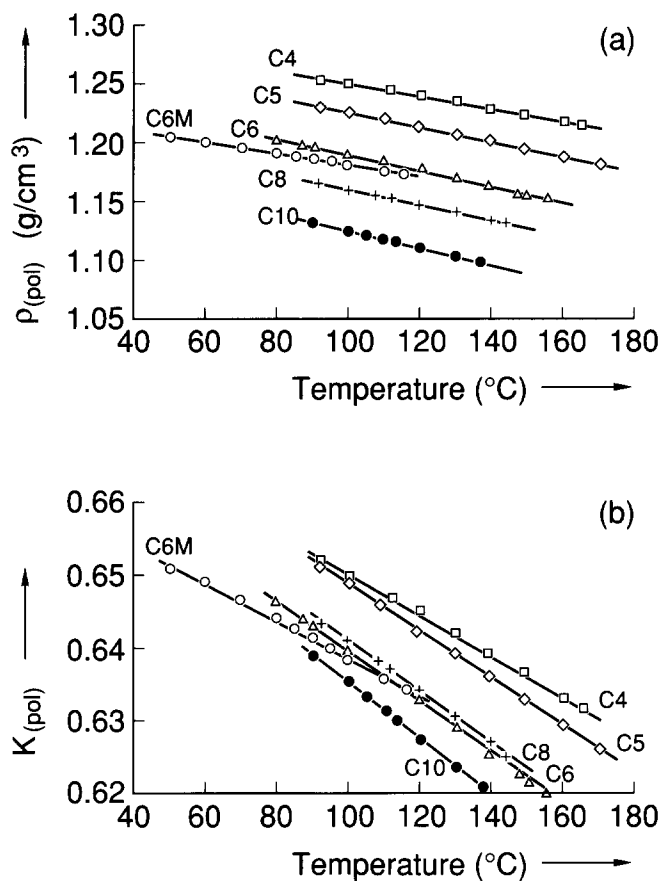 (a)
1.30
1.25
1.20
1.15
1.10
1.05
ρ(pol) (g/cm³)
C4
C5
C6M
C6
C8
C10
40 60 80 100 120 140 160 180
Temperature (°C)
(b)
0.66
0.65
0.64
0.63
0.62
K(pol)
C6M
C4
C5
C8
C6
C10
40 60 80 100 120 140 160 180
Temperature (°C)